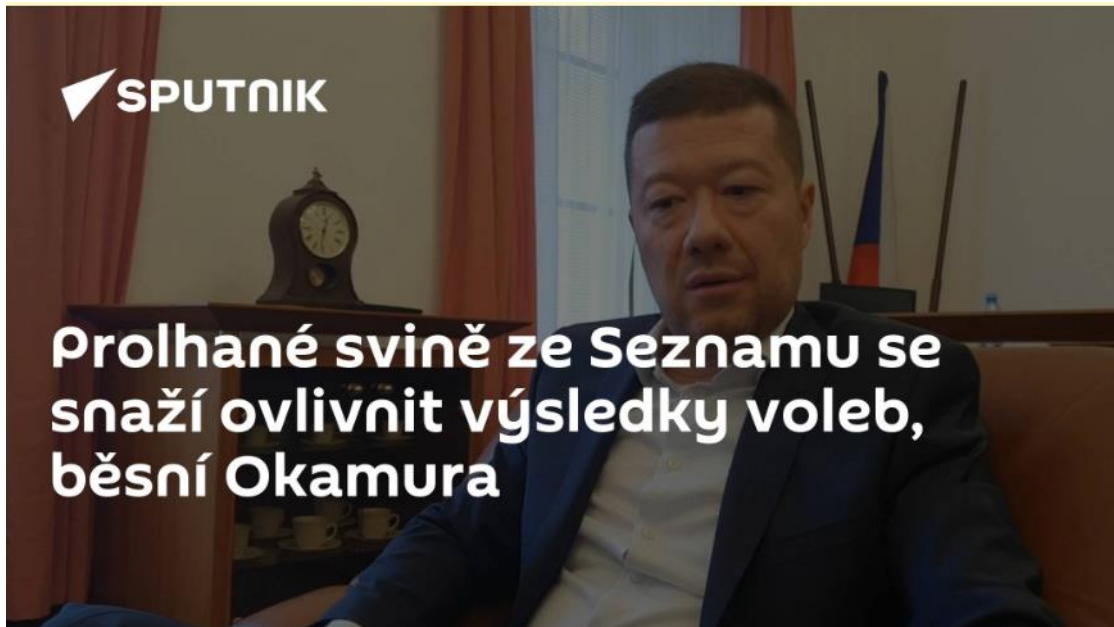 SPUTNIK
Prolhané svině ze Seznamu se
snaží ovlivnit výsledky voleb,
běsní Okamura